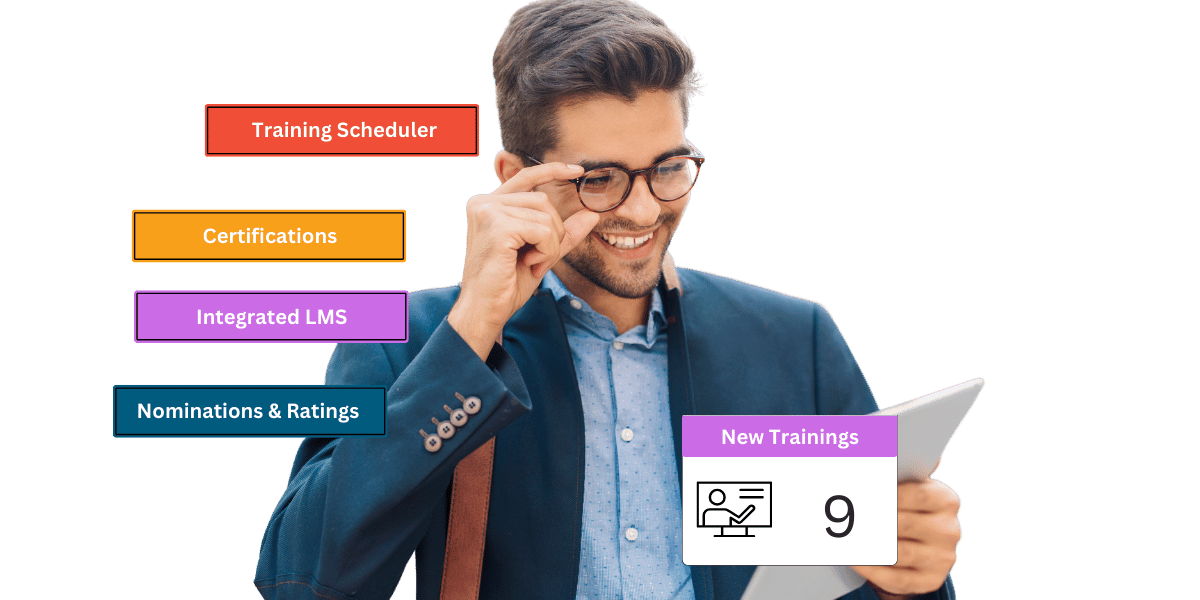 Training Scheduler
Certifications
Integrated LMS
Nominations & Ratings
New Trainings
9